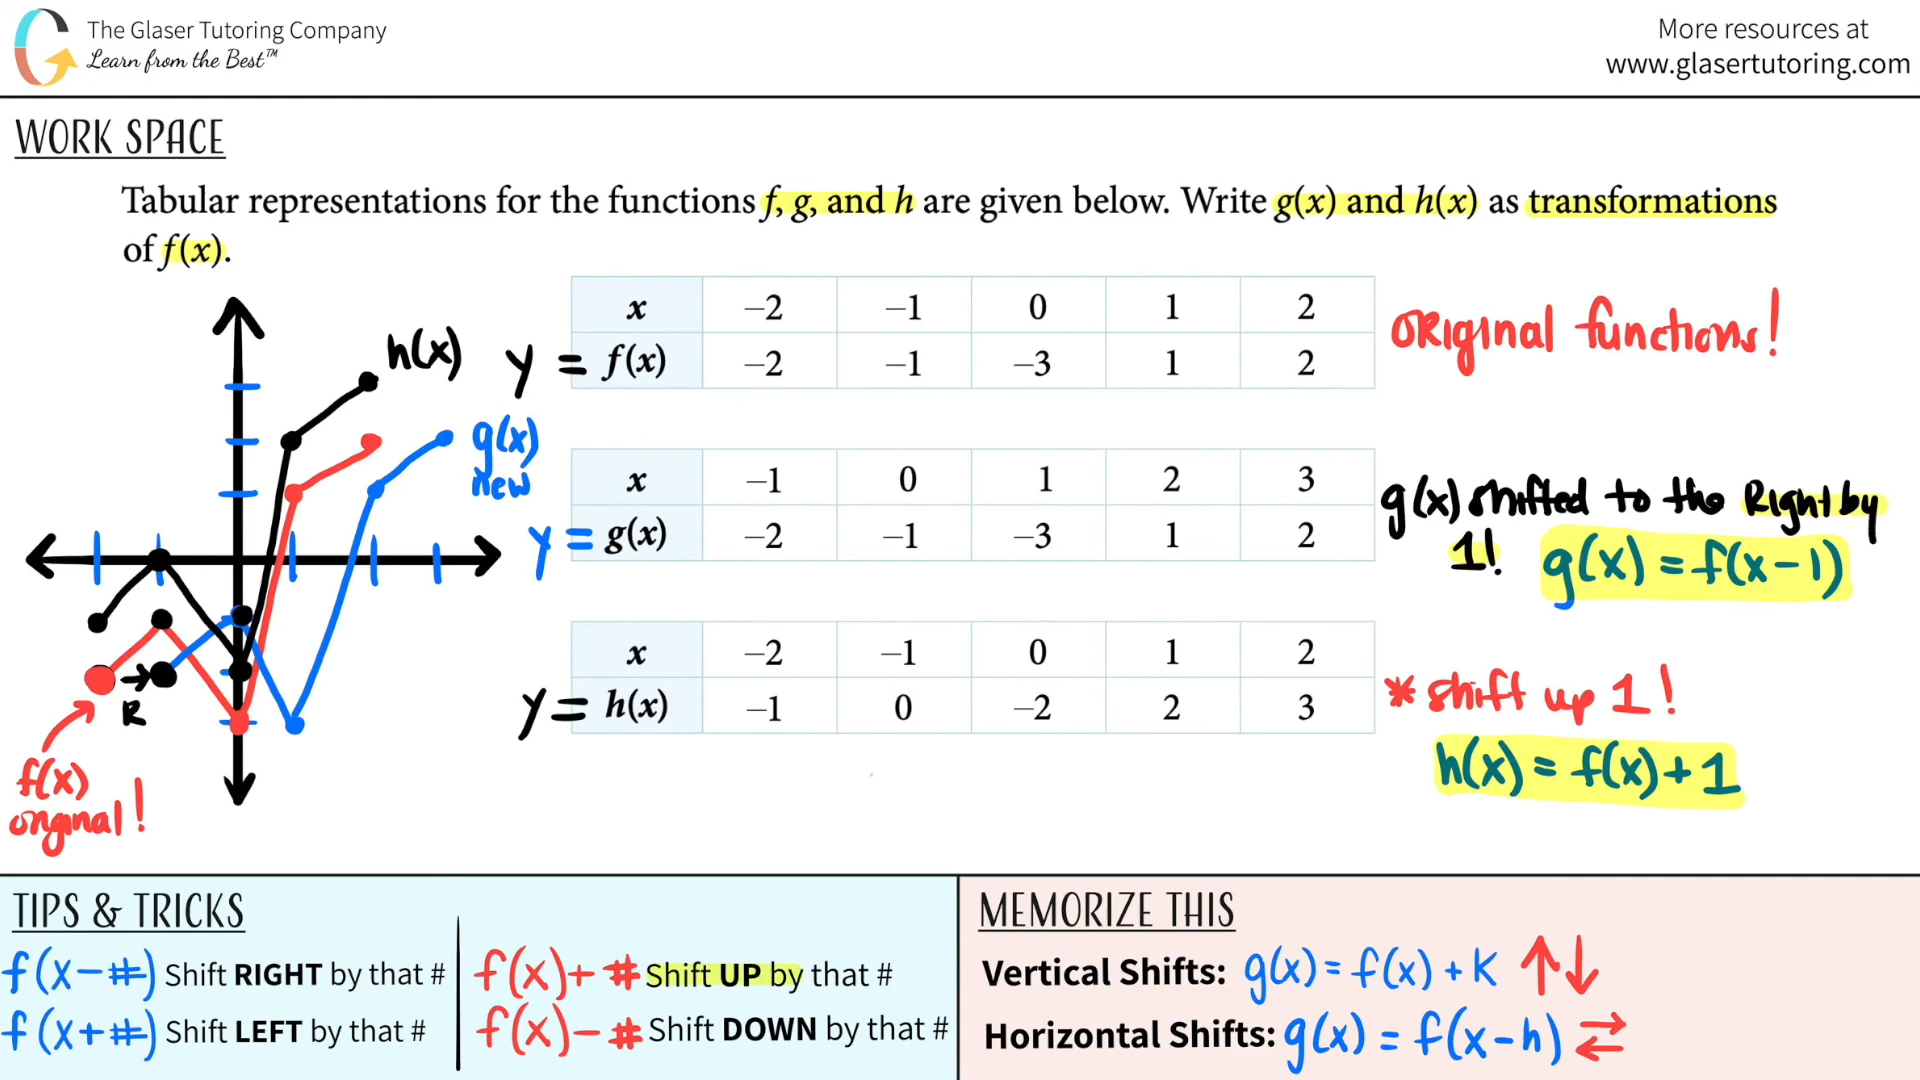 The Glaser Tutoring Company
Learn from the Best™
More resources at
www.glasertutoring.com
WORK SPACE
Tabular representations for the functions f, g, and h are given below. Write g(x) and h(x) as transformations
of f(x).
h(x)
g(x)
new
R
f(x)
original!
y = f(x)
x −2 −1 0 1 2
f(x) −2 −1 −3 1 2
original functions!
x −1 0 1 2 3
y = g(x) −2 −1 −3 1 2
g(x) shifted to the Right by
1! g(x) = f(x-1)
x −2 −1 0 1 2
y = h(x) −1 0 −2 2 3
* shift up 1!
h(x) = f(x)+1
TIPS & TRICKS
f(x-#) Shift RIGHT by that #
f(x+#) Shift LEFT by that #
f(x)+# Shift UP by that #
f(x)-# Shift DOWN by that #
MEMORIZE THIS
Vertical Shifts: g(x) = f(x) + K ↑↓
Horizontal Shifts: g(x) = f(x-h) ⇄